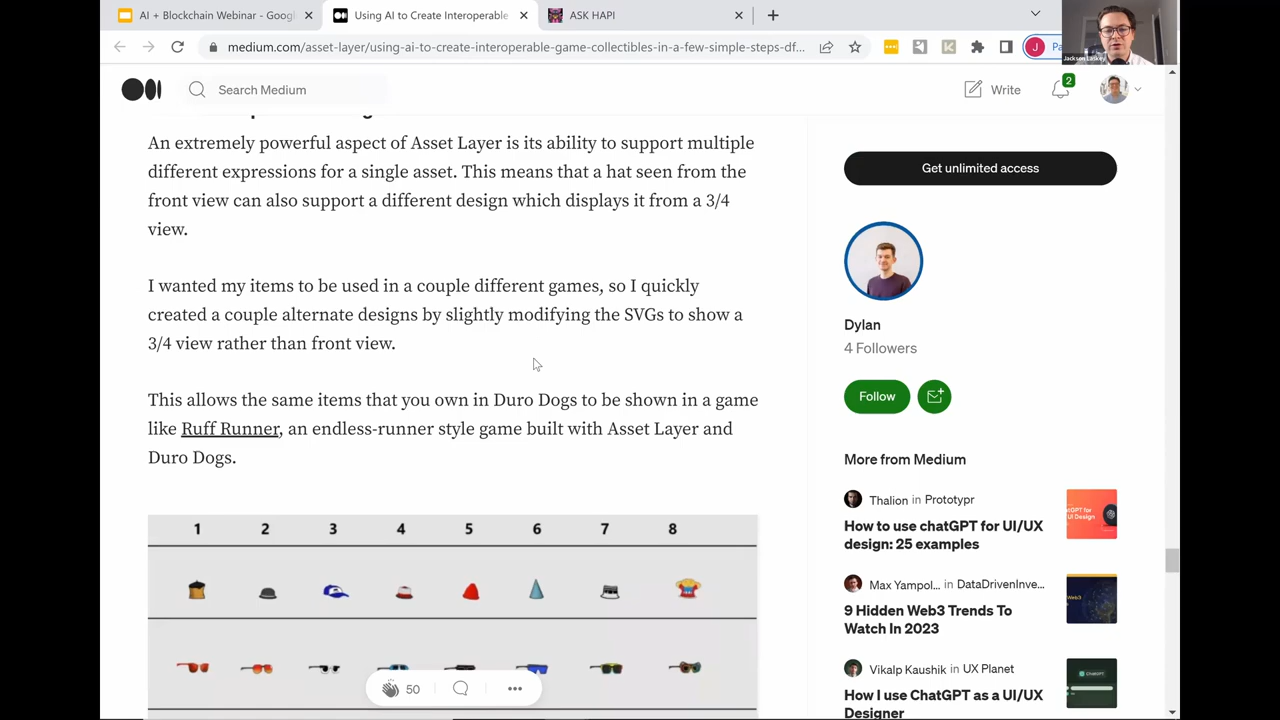 AI + Blockchain Webinar - Googl
Using AI to Create Interoperable
ASK HAPI
medium.com/asset-layer/using-ai-to-create-interoperable-game-collectibles-in-a-few-simple-steps-df...
J
Pa
Jackson Laskey
Search Medium
Write
2
An extremely powerful aspect of Asset Layer is its ability to support multiple
different expressions for a single asset. This means that a hat seen from the
front view can also support a different design which displays it from a 3/4
view.
I wanted my items to be used in a couple different games, so I quickly
created a couple alternate designs by slightly modifying the SVGs to show a
3/4 view rather than front view.
This allows the same items that you own in Duro Dogs to be shown in a game
like Ruff Runner, an endless-runner style game built with Asset Layer and
Duro Dogs.
1 2 3 4 5 6 7 8
50
Get unlimited access
Dylan
4 Followers
Follow
More from Medium
Thalion in Prototypr
How to use chatGPT for UI/UX
design: 25 examples
Max Yampol... in DataDrivenInve...
9 Hidden Web3 Trends To
Watch In 2023
Vikalp Kaushik in UX Planet
How I use ChatGPT as a UI/UX
Designer